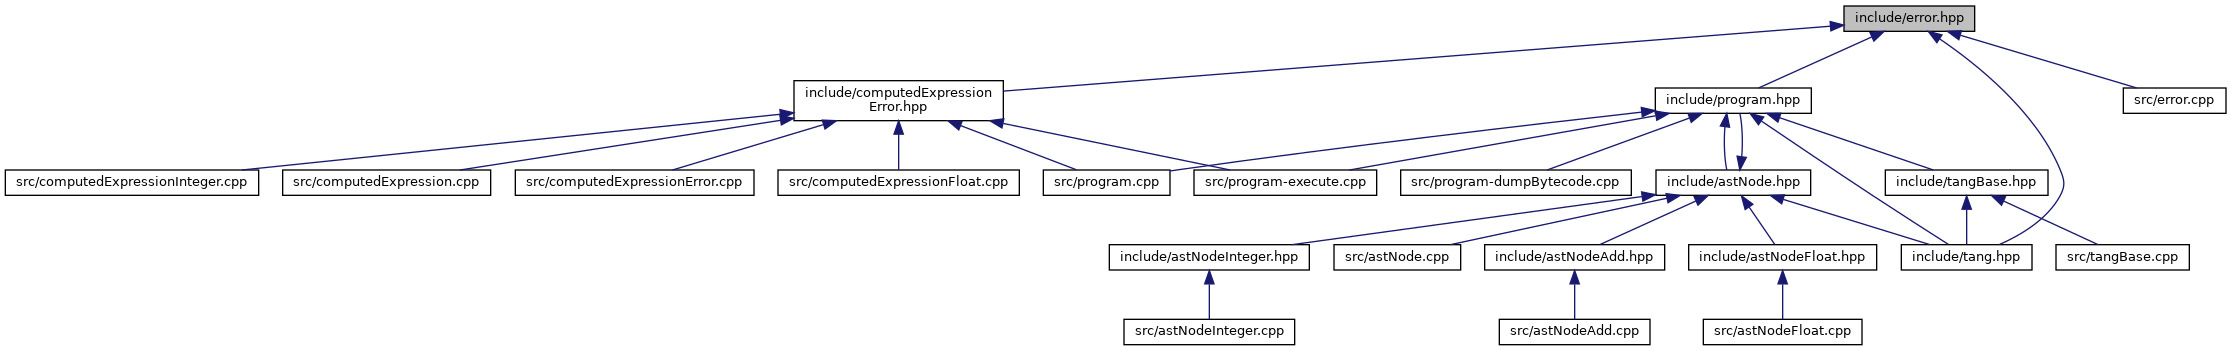 include/error.hpp
include/computedExpression
Error.hpp
include/program.hpp
src/error.cpp
src/computedExpressionInteger.cpp
src/computedExpression.cpp
src/computedExpressionError.cpp
src/computedExpressionFloat.cpp
src/program.cpp
src/program-execute.cpp
src/program-dumpBytecode.cpp
include/astNode.hpp
include/tangBase.hpp
include/astNodeInteger.hpp
src/astNode.cpp
include/astNodeAdd.hpp
include/astNodeFloat.hpp
include/tang.hpp
src/tangBase.cpp
src/astNodeInteger.cpp
src/astNodeAdd.cpp
src/astNodeFloat.cpp